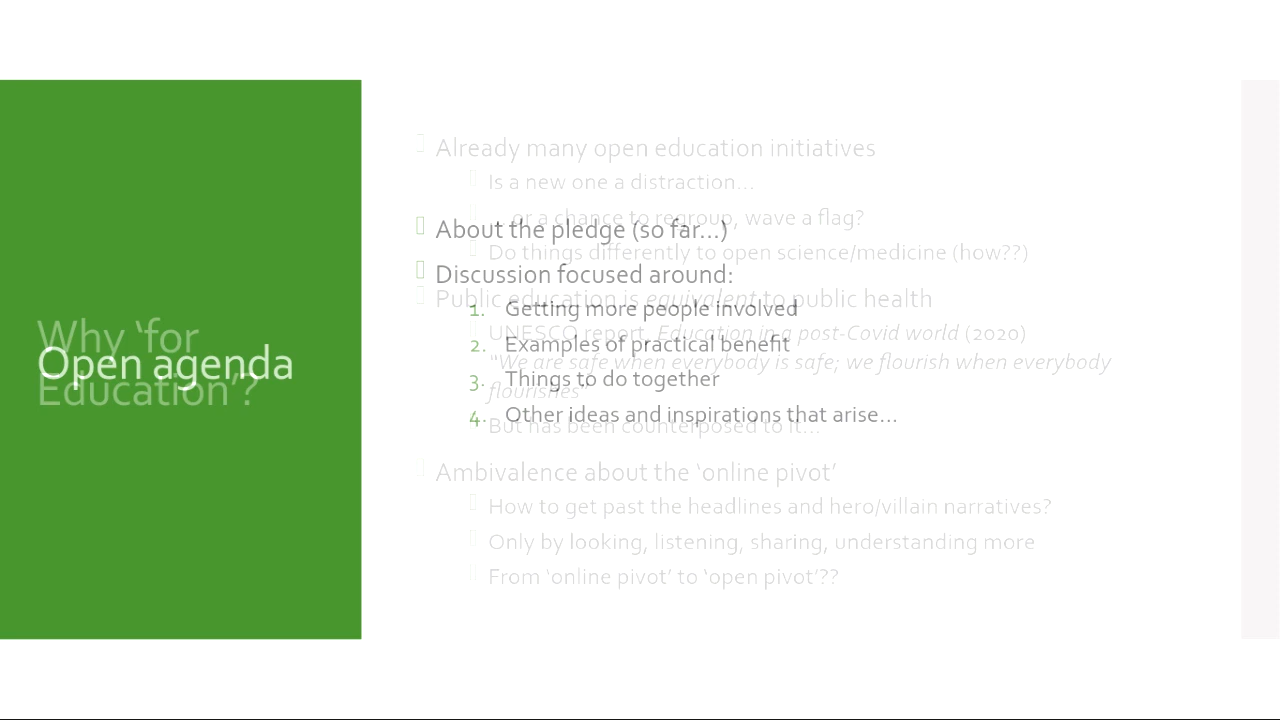 Why ‘for
Education’?
Open agenda
About the pledge (so far…)
Discussion focused around:
1. Getting more people involved
2. Examples of practical benefit
3. Things to do together
4. Other ideas and inspirations that arise…
Already many open education initiatives
Is a new one a distraction…
or a chance to regroup, wave a flag?
Do things differently to open science/medicine (how??)
Public education is equivalent to public health
UNESCO report, Education in a post-Covid world (2020)
“We are safe when everybody is safe; we flourish when everybody
flourishes”
But has been counterposed to it…
Ambivalence about the ‘online pivot’
How to get past the headlines and hero/villain narratives?
Only by looking, listening, sharing, understanding more
From ‘online pivot’ to ‘open pivot’??